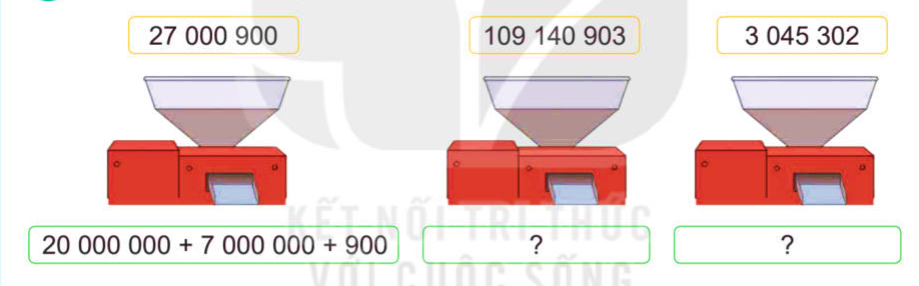 27 000 900
109 140 903
3 045 302
KẾT NỐI TRI THỨC
VỚI CUỘC SỐNG
20 000 000 + 7 000 000 + 900
?
?